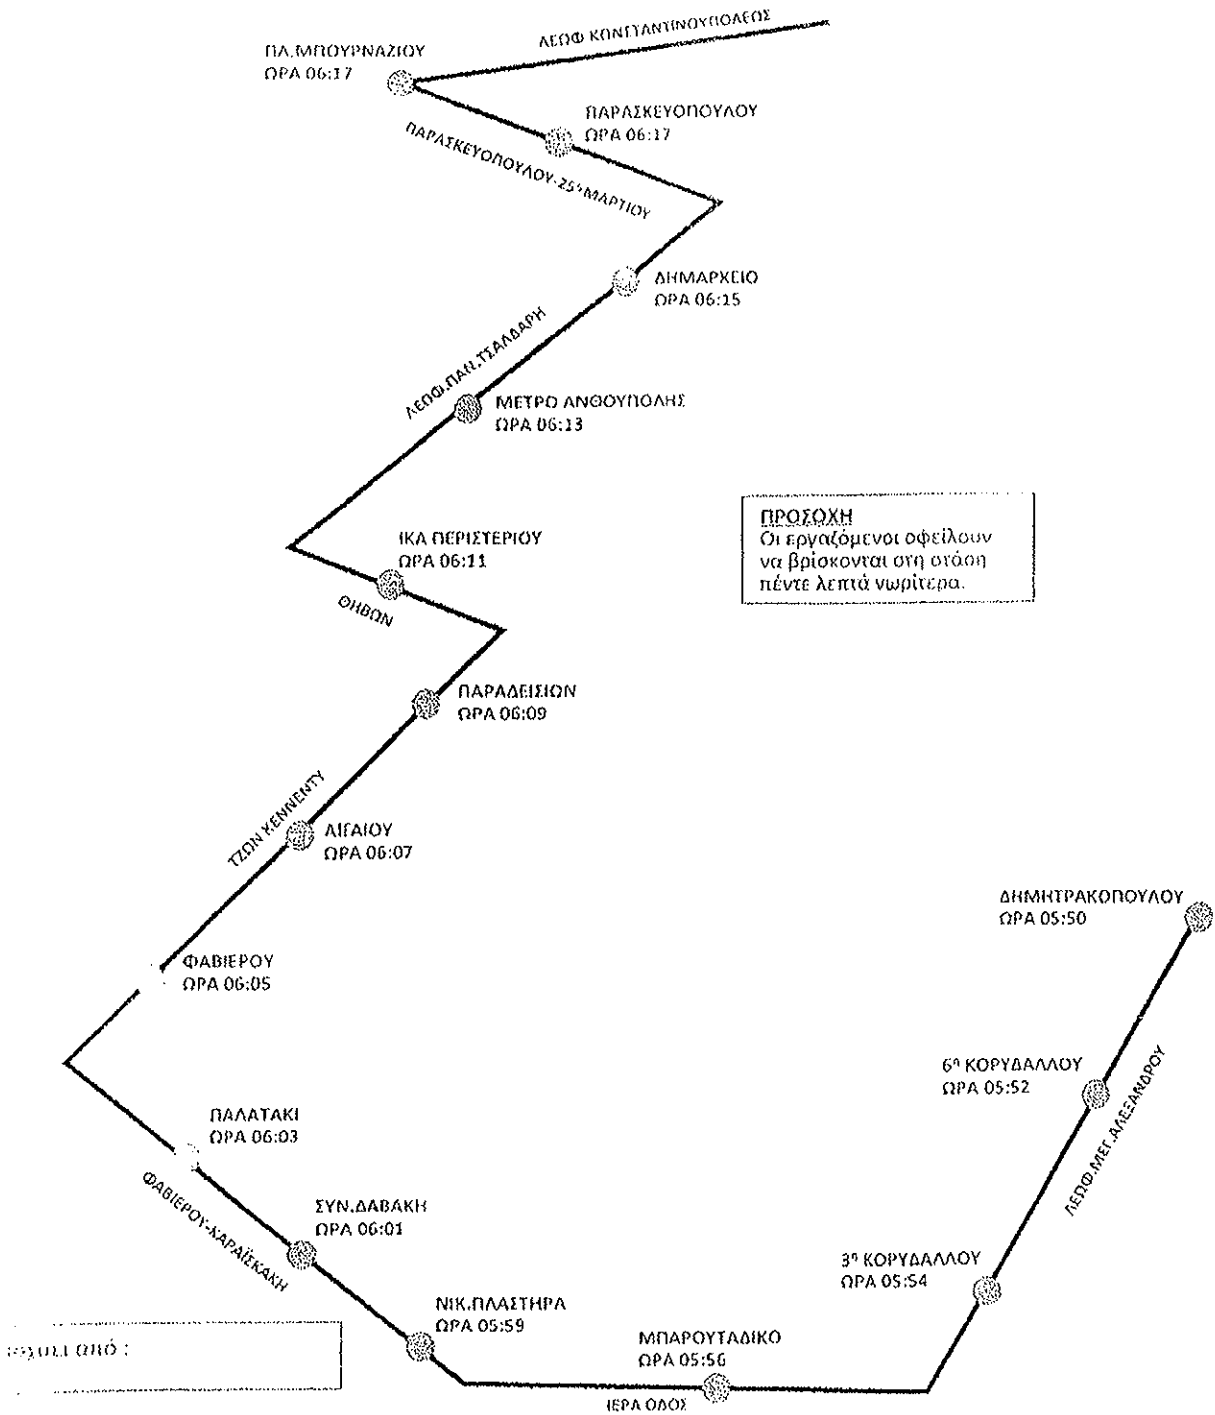 ΛΕΩΦ ΚΩΝΣΤΑΝΤΙΝΟΥΠΟΛΕΩΣ
ΠΛ.ΜΠΟΥΡΝΑΖΙΟΥ
ΩΡΑ 06:17
ΠΑΡΑΣΚΕΥΟΠΟΥΛΟΥ
ΩΡΑ 06:17
ΠΑΡΑΣΚΕΥΟΠΟΥΛΟΥ-25ης ΜΑΡΤΙΟΥ
ΔΗΜΑΡΧΕΙΟ
ΩΡΑ 06:15
ΛΕΩΦ.ΠΑΝ.ΤΣΑΛΔΑΡΗ
ΜΕΤΡΟ ΑΝΘΟΥΠΟΛΗΣ
ΩΡΑ 06:13
ΠΡΟΣΟΧΗ
Οι εργαζόμενοι οφείλουν
να βρίσκονται στη στάση
πέντε λεπτά νωρίτερα.
ΙΚΑ ΠΕΡΙΣΤΕΡΙΟΥ
ΩΡΑ 06:11
ΘΗΒΩΝ
ΠΑΡΑΔΕΙΣΙΩΝ
ΩΡΑ 06:09
ΤΖΩΝ ΚΕΝΝΕΝΤΥ
ΑΙΓΑΙΟΥ
ΩΡΑ 06:07
ΔΗΜΗΤΡΑΚΟΠΟΥΛΟΥ
ΩΡΑ 05:50
ΦΑΒΙΕΡΟΥ
ΩΡΑ 06:05
6η ΚΟΡΥΔΑΛΛΟΥ
ΩΡΑ 05:52
ΛΕΩΦ.ΜΕΓ.ΑΛΕΞΑΝΔΡΟΥ
ΠΑΛΑΤΑΚΙ
ΩΡΑ 06:03
ΦΑΒΙΕΡΟΥ-ΚΑΡΑΪΣΚΑΚΗ
ΣΥΝ.ΔΑΒΑΚΗ
ΩΡΑ 06:01
3η ΚΟΡΥΔΑΛΛΟΥ
ΩΡΑ 05:54
ΝΙΚ.ΠΛΑΣΤΗΡΑ
ΩΡΑ 05:59
ΜΠΑΡΟΥΤΑΔΙΚΟ
ΩΡΑ 05:56
από :
ΙΕΡΑ ΟΔΟΣ